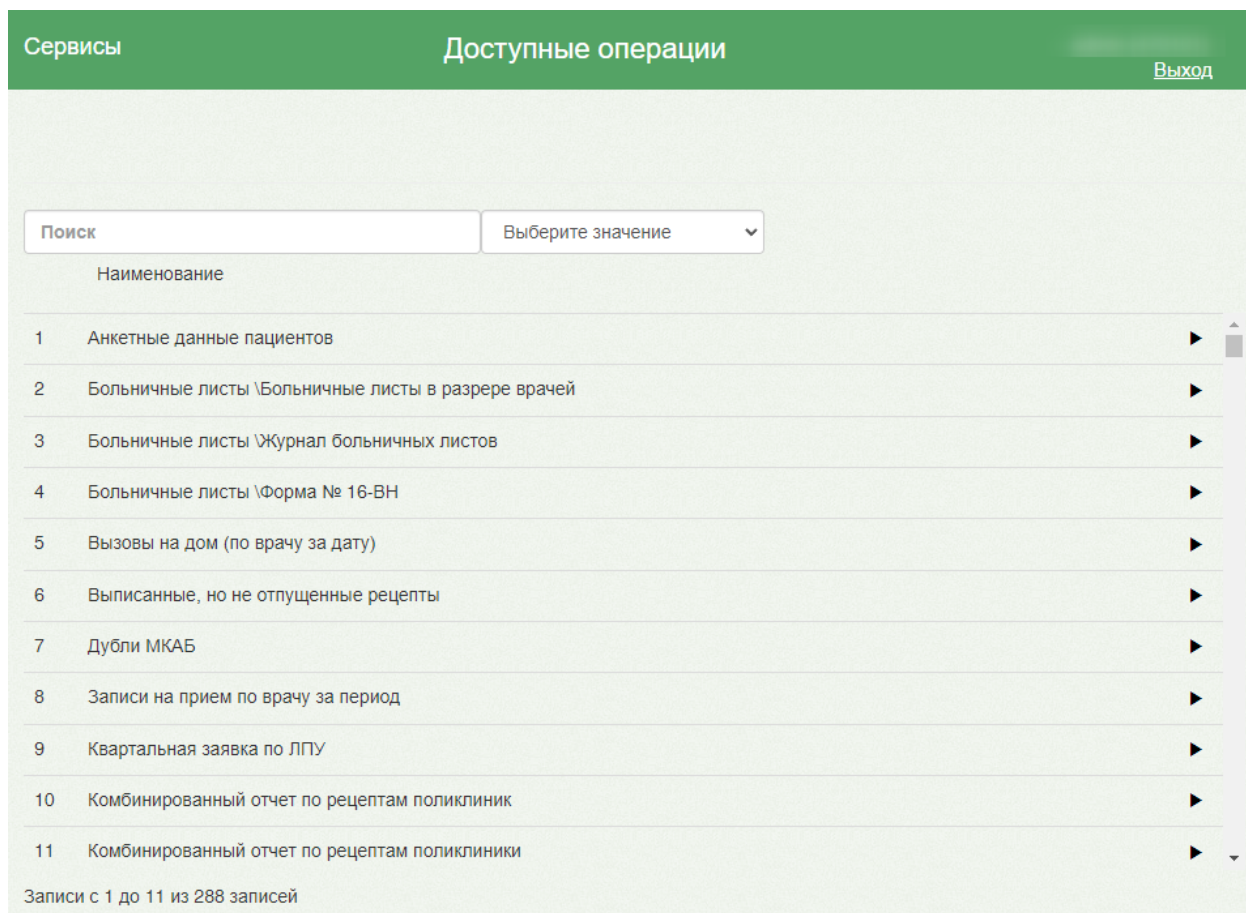 Сервисы
Доступные операции
Выход
Поиск
Выберите значение
Наименование
1 Анкетные данные пациентов
2 Больничные листы \Больничные листы в разрере врачей
3 Больничные листы \Журнал больничных листов
4 Больничные листы \Форма № 16-ВН
5 Вызовы на дом (по врачу за дату)
6 Выписанные, но не отпущенные рецепты
7 Дубли МКАБ
8 Записи на прием по врачу за период
9 Квартальная заявка по ЛПУ
10 Комбинированный отчет по рецептам поликлиник
11 Комбинированный отчет по рецептам поликлиники
Записи с 1 до 11 из 288 записей